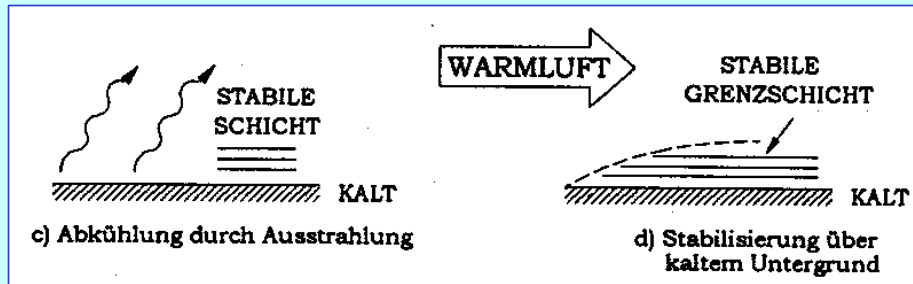 STABILE
SCHICHT
KALT
c) Abkühlung durch Ausstrahlung
WARMLUFT
STABILE
GRENZSCHICHT
KALT
d) Stabilisierung über
kaltem Untergrund